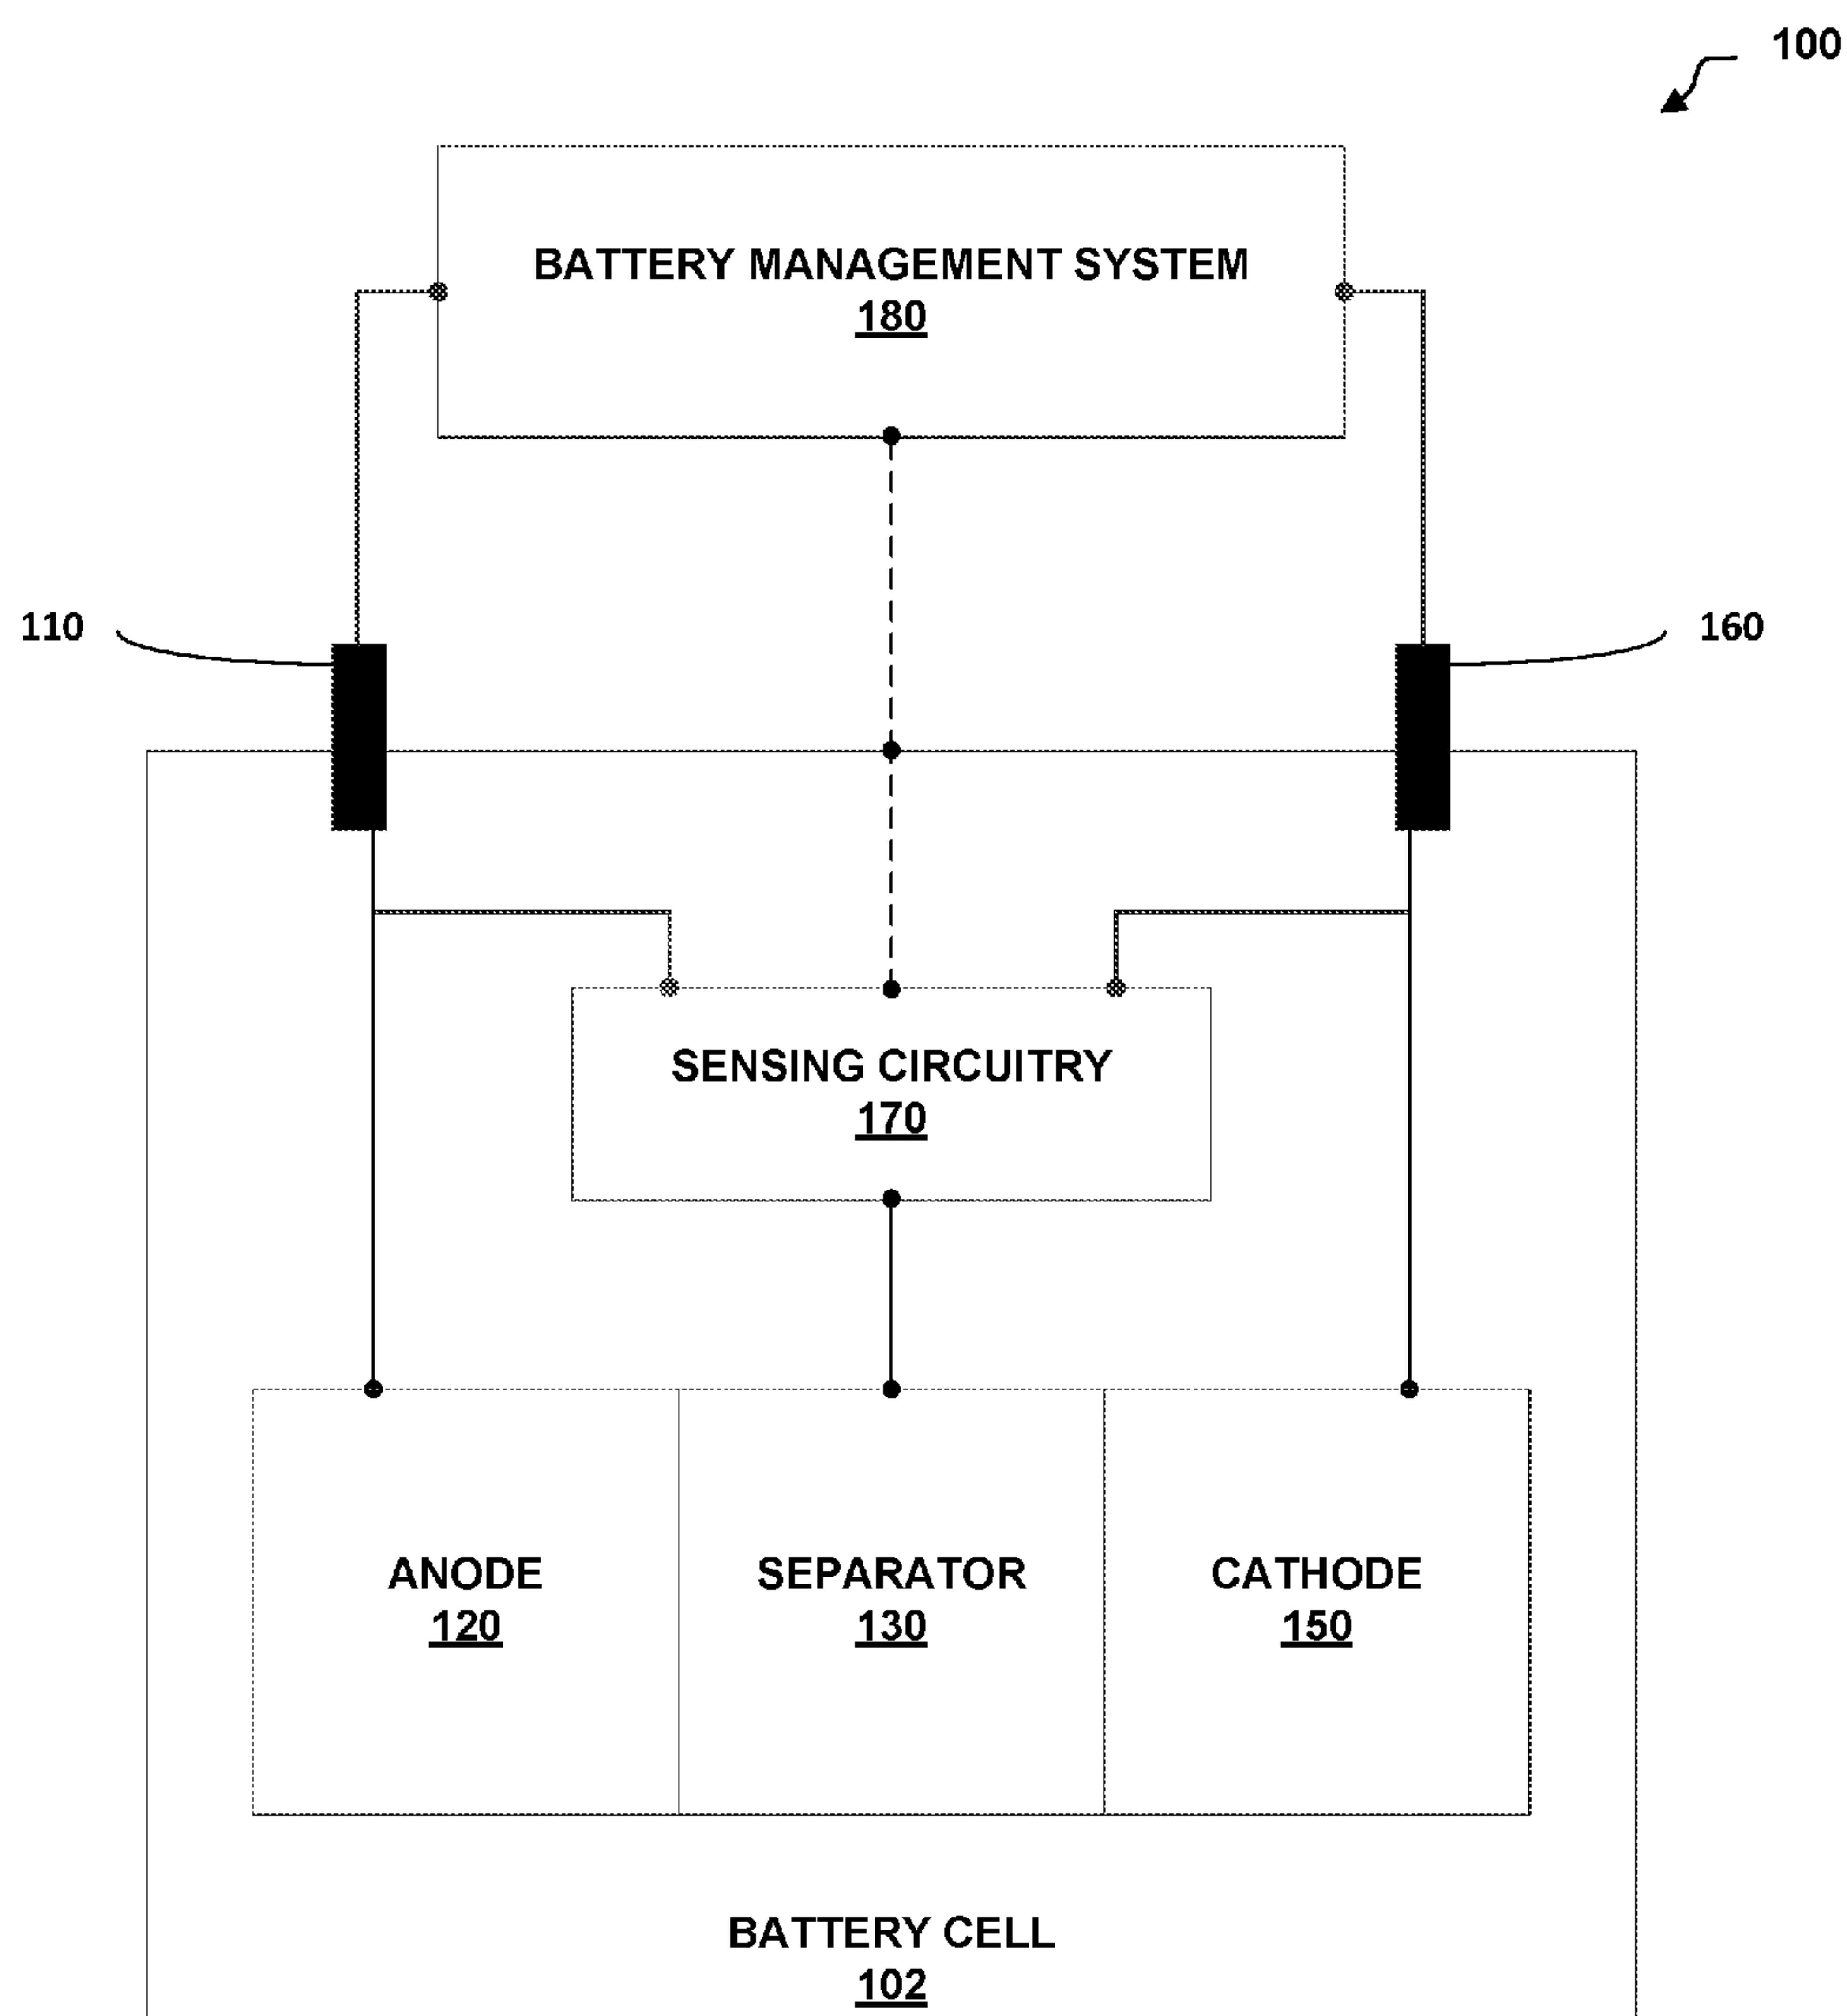 100
BATTERY MANAGEMENT SYSTEM
180
110
160
SENSING CIRCUITRY
170
ANODE
120
SEPARATOR
130
CATHODE
150
BATTERY CELL
102